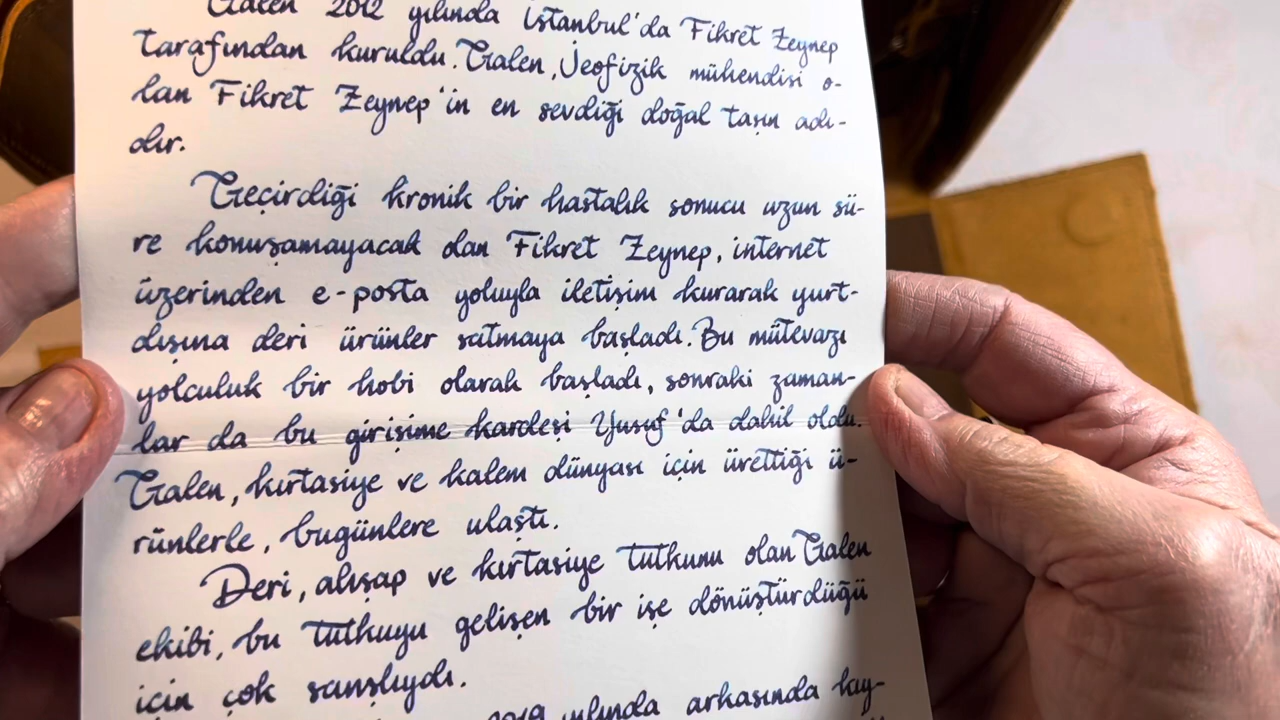 Galen 2012 yılında İstanbul'da Fikret Zeynep
tarafından kuruldu. Galen, Jeofizik mühendisi o-
lan Fikret Zeynep'in en sevdiği doğal taşın adı-
dır.
Geçirdiği kronik bir hastalık sonucu uzun sü-
re konuşamayacak olan Fikret Zeynep, internet
üzerinden e-posta yoluyla iletişim kurarak yurt-
dışına deri ürünler satmaya başladı. Bu mütevazı
yolculuk bir hobi olarak başladı, sonraki zaman-
lar da bu girişime kardeşi Yusuf'da dahil oldu.
Galen, kırtasiye ve kalem dünyası için ürettiği ü-
rünlerle, bugünlere ulaştı.
Deri, ahşap ve kırtasiye tutkunu olan Galen
ekibi, bu tutkuyu gelişen bir işe dönüştürdüğü
için çok şanslıydı.
2019 yılında arkasında kay-